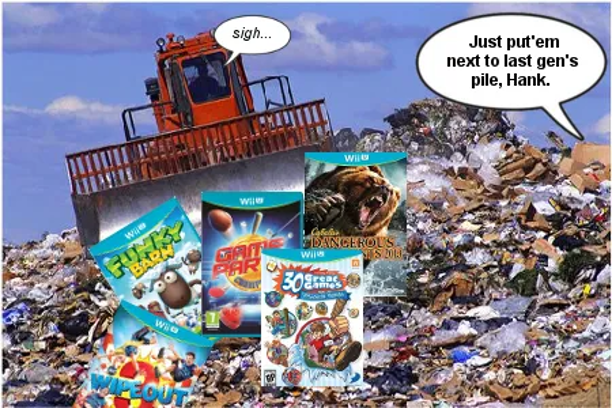 sigh...
Just put'em
next to last gen's
pile, Hank.
Wii U
Cabela's
DANGEROUS
Wii U
FUNKY
BARN
Wii U
GAME
PARTY
Wii U
30 Great
Games
Wii U
WIPEOUT